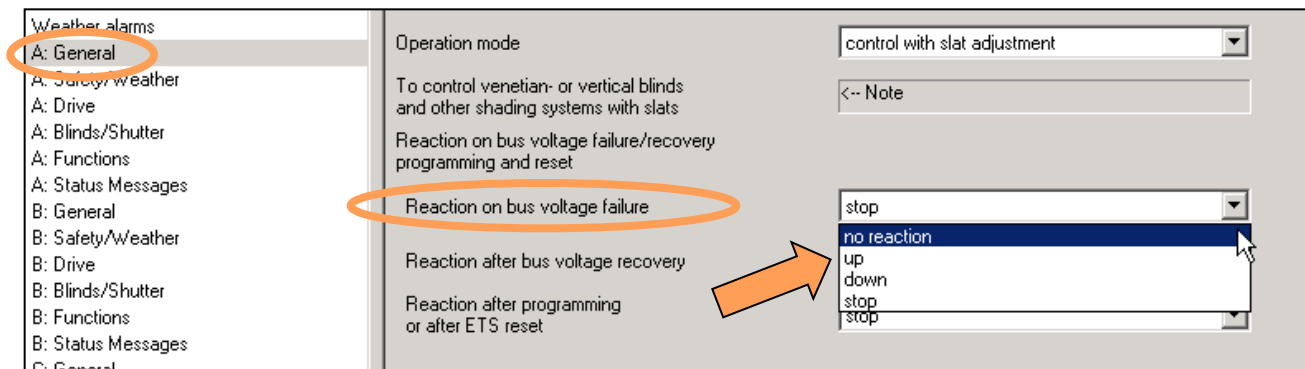 Weather alarms
A: General
A: Safety/Weather
A: Drive
A: Blinds/Shutter
A: Functions
A: Status Messages
B: General
B: Safety/Weather
B: Drive
B: Blinds/Shutter
B: Functions
B: Status Messages
C: General
Operation mode
control with slat adjustment
To control venetian- or vertical blinds
and other shading systems with slats
<-- Note
Reaction on bus voltage failure/recovery
programming and reset
Reaction on bus voltage failure
stop
no reaction
up
down
stop
Reaction after bus voltage recovery
Reaction after programming
or after ETS reset
stop